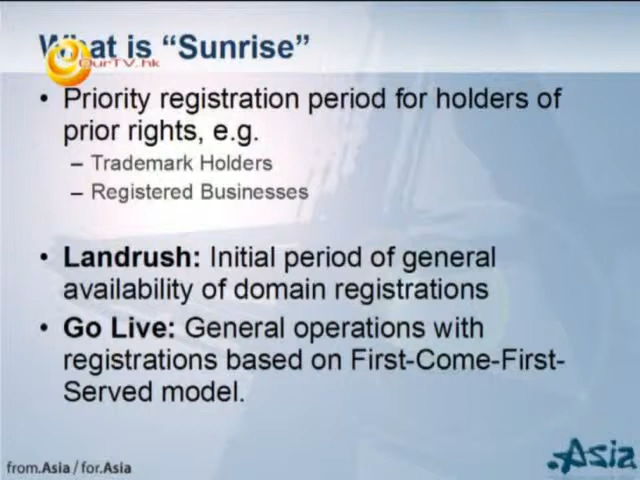 What is “Sunrise”
OurTV.hk
• Priority registration period for holders of
prior rights, e.g.
– Trademark Holders
– Registered Businesses
• Landrush: Initial period of general
availability of domain registrations
• Go Live: General operations with
registrations based on First-Come-First-
Served model.
from.Asia / for.Asia
.Asia